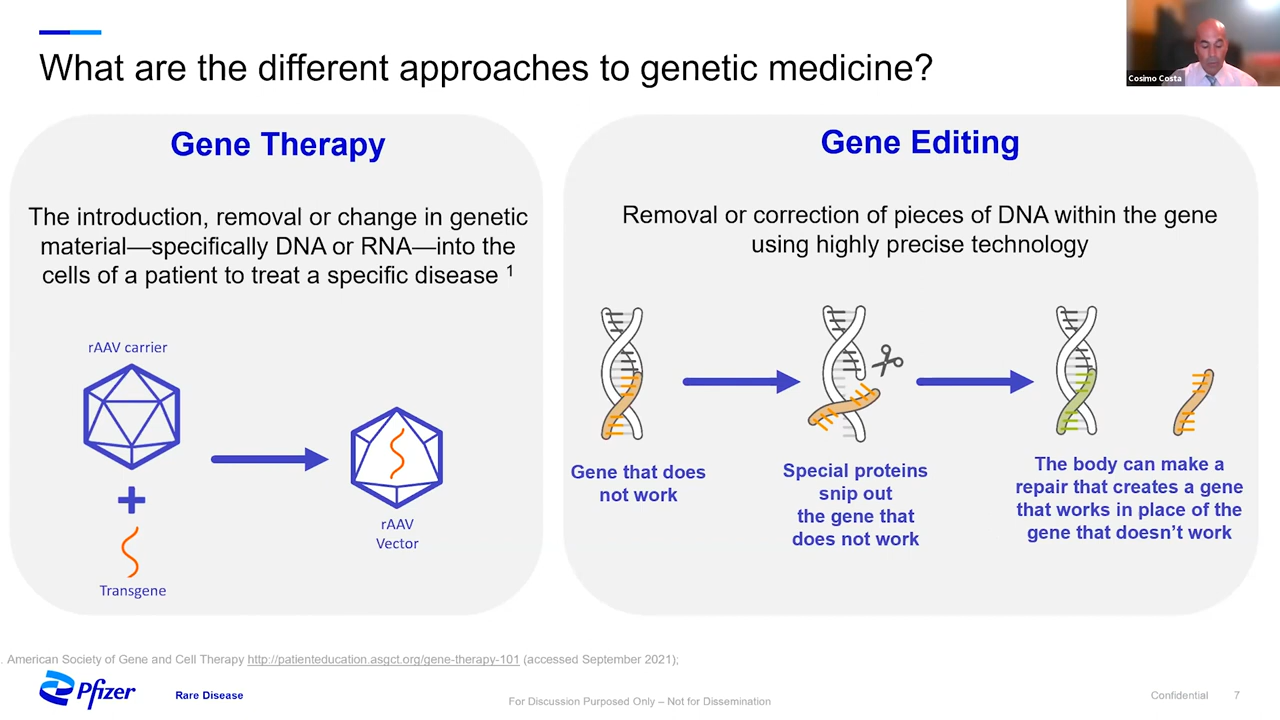 What are the different approaches to genetic medicine?
Cosimo Costa
Gene Therapy
The introduction, removal or change in genetic
material—specifically DNA or RNA—into the
cells of a patient to treat a specific disease 1
rAAV carrier
Transgene
rAAV
Vector
Gene Editing
Removal or correction of pieces of DNA within the gene
using highly precise technology
Gene that does
not work
Special proteins
snip out
the gene that
does not work
The body can make a
repair that creates a gene
that works in place of the
gene that doesn’t work
. American Society of Gene and Cell Therapy http://patienteducation.asgct.org/gene-therapy-101 (accessed September 2021);
Pfizer
Rare Disease
For Discussion Purposed Only – Not for Dissemination
Confidential
7